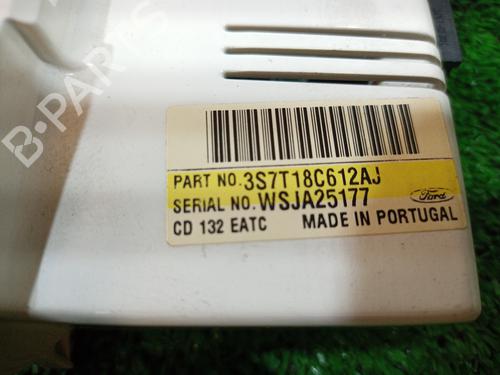 B-PARTS
PART NO. 3S7T18C612AJ
SERIAL NO. WSJA25177
Ford
CD 132 EATC MADE IN PORTUGAL